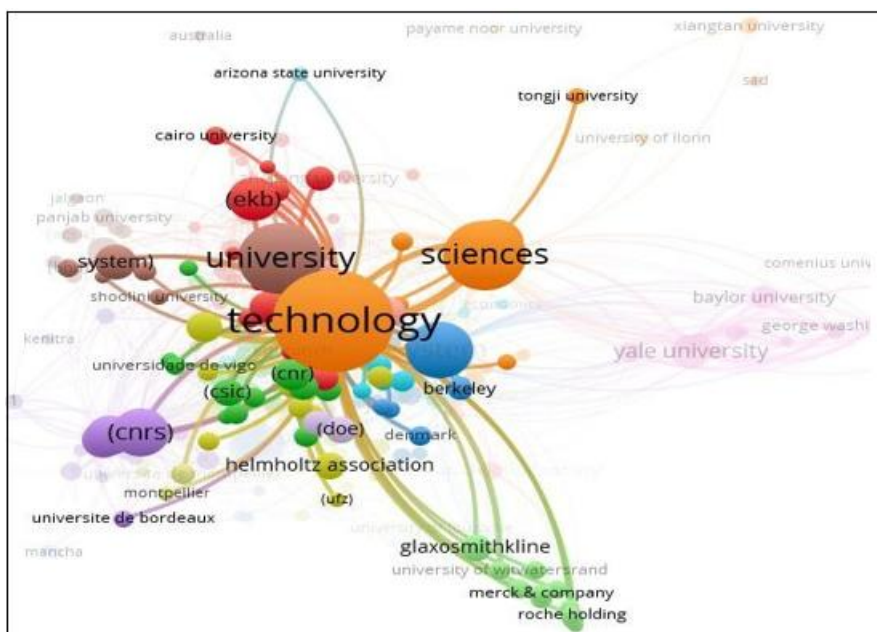 australia
payame noor university
xiangtan university
arizona state university
sad
tongji university
cairo university
university of ilorin
(ekb)
jalgaon
panjab university
university
sciences
system)
comenius univ
shoolini university
baylor university
technology
george washi
kenitra
yale university
universidade de vigo
(cnr)
berkeley
(csic)
(cnrs)
(doe)
denmark
helmholtz association
montpellier
(ufz)
universite de bordeaux
mancha
glaxosmithkline
university of witwatersrand
merck & company
roche holding